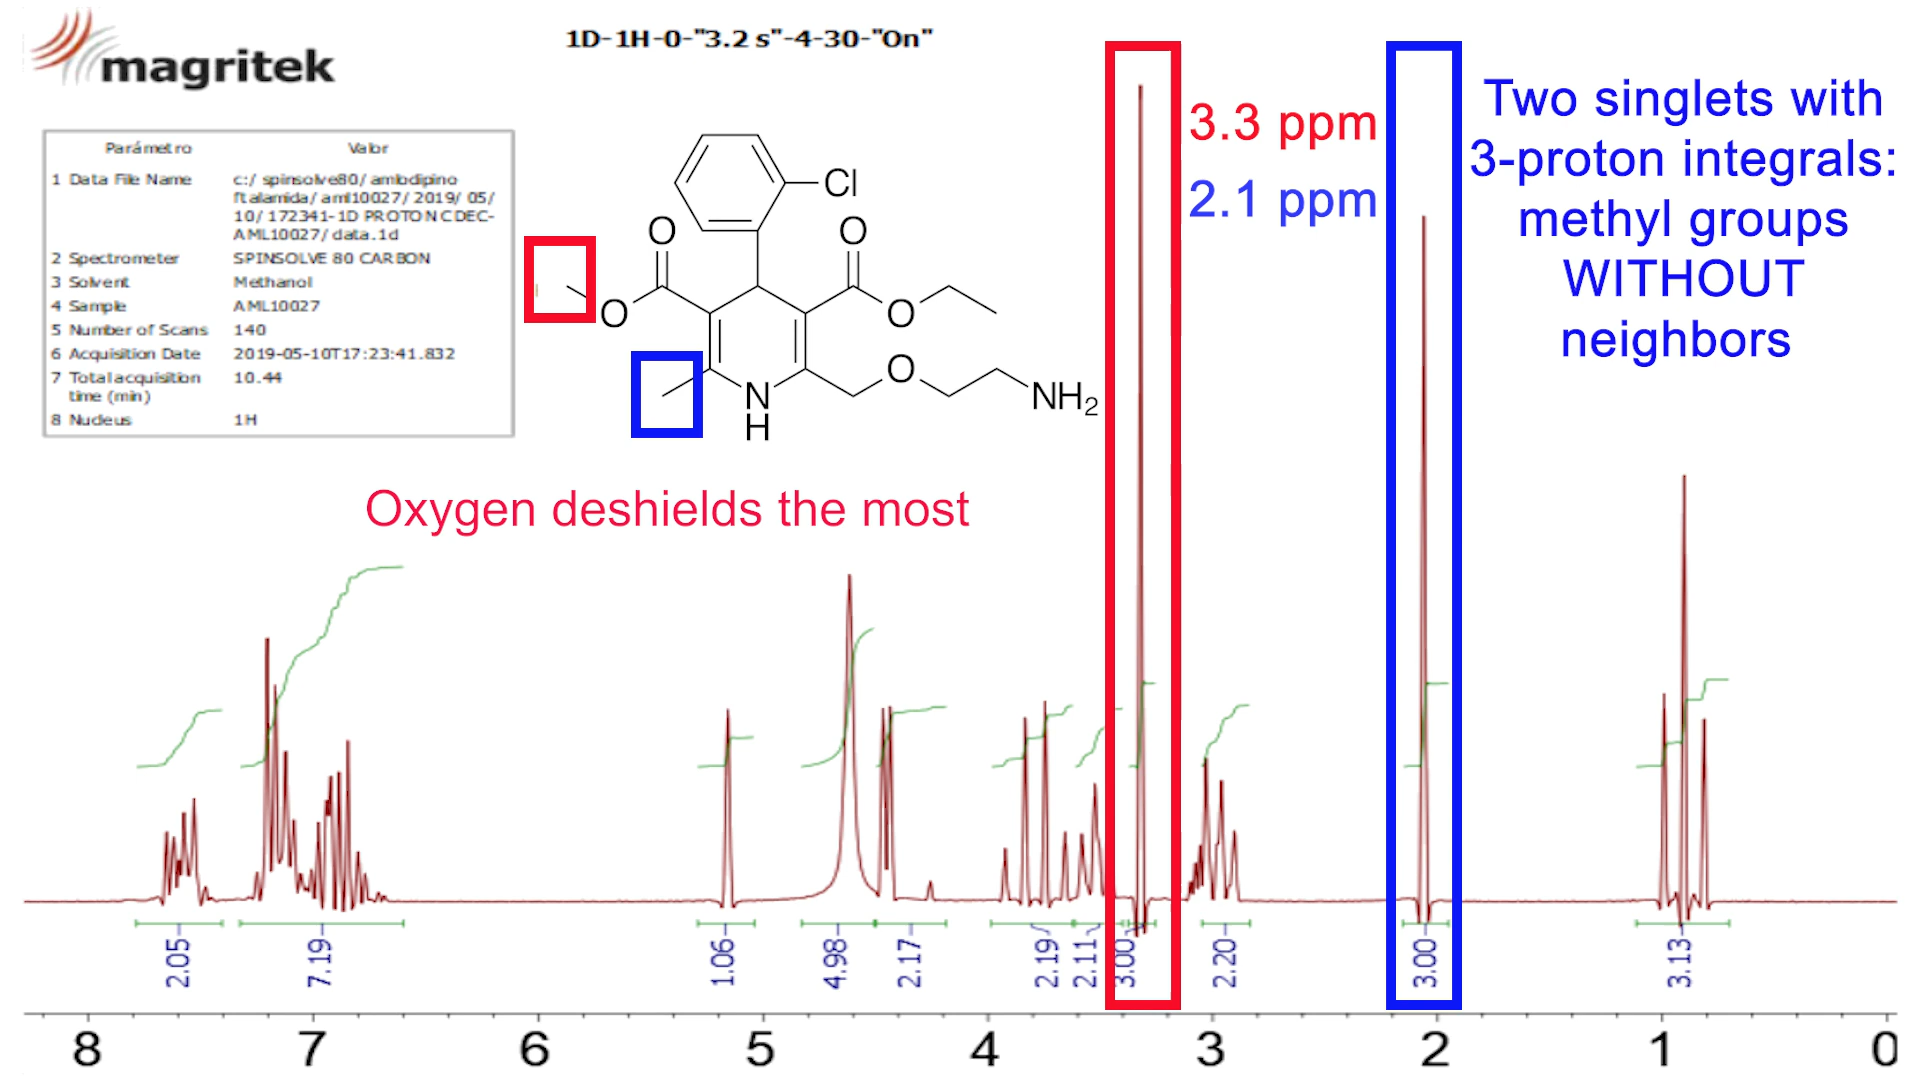 magritek
1D-1H-0-"3.2 s"-4-30-"On"
Parámetro Valor
1 Data File Name c:/ spinsolve80/ amlodipino
ftalamida/ aml10027/ 2019/ 05/
10/ 172341-1D PROTON CDEC-
AML10027/ data.1d
2 Spectrometer SPINSOLVE 80 CARBON
3 Solvent Methanol
4 Sample AML10027
5 Number of Scans 140
6 Acquisition Date 2019-05-10T17:23:41.832
7 Total acquisition 10.44
time (min)
8 Nucleus 1H
Cl
O
O
O
O
O
N
H
NH2
3.3 ppm
2.1 ppm
Two singlets with
3-proton integrals:
methyl groups
WITHOUT
neighbors
Oxygen deshields the most
2.05
7.19
1.06
4.98
2.17
2.19
2.11
3.00
2.20
3.00
3.13
8 7 6 5 4 3 2 1 0